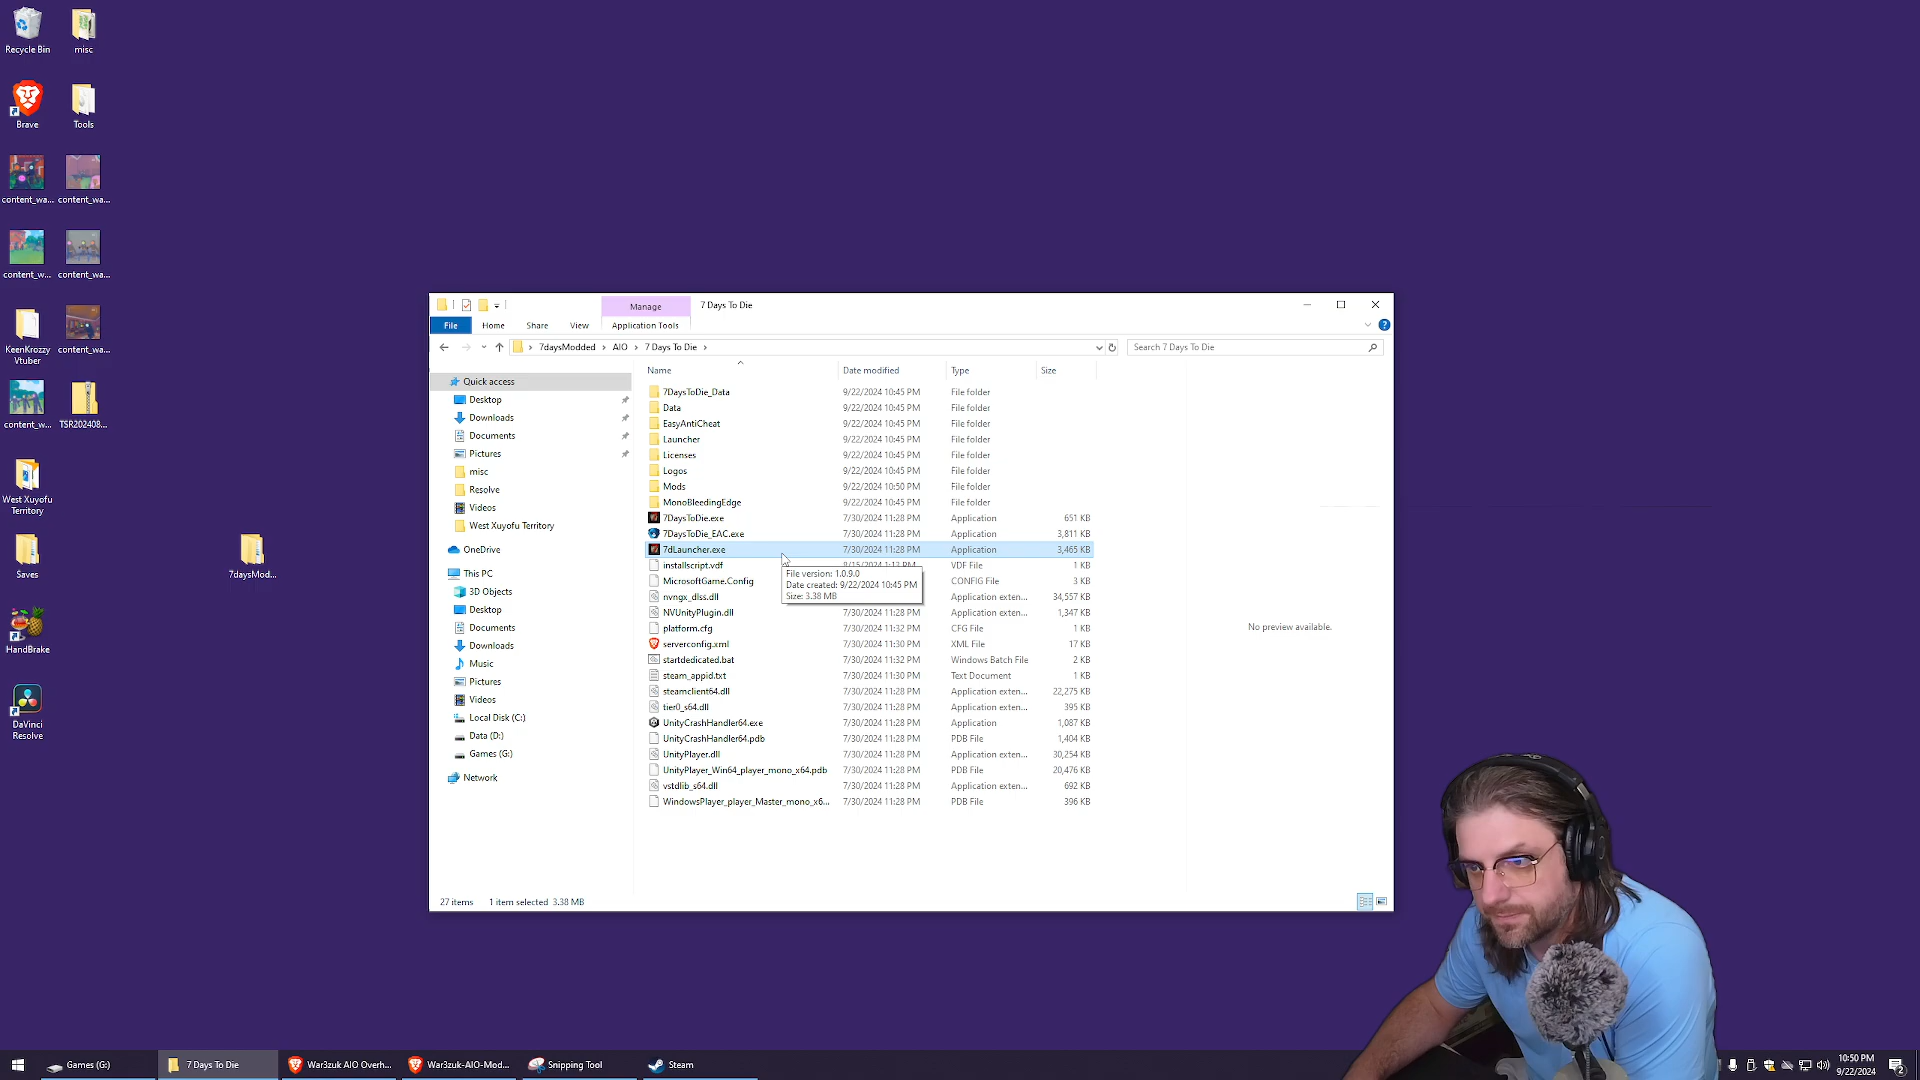 Recycle Bin
misc
Brave
Tools
content_wa...
content_wa...
content_w...
content_wa...
KeenKrozzy
Vtuber
content_wa...
content_w...
TSR202408...
West Xuyofu
Territory
Saves
7daysMod...
HandBrake
DaVinci
Resolve
Manage
7 Days To Die
File
Home
Share
View
Application Tools
7daysModded › AIO › 7 Days To Die ›
Search 7 Days To Die
Name
Date modified
Type
Size
Quick access
Desktop
Downloads
Documents
Pictures
misc
Resolve
Videos
West Xuyofu Territory
OneDrive
This PC
3D Objects
Desktop
Documents
Downloads
Music
Pictures
Videos
Local Disk (C:)
Data (D:)
Games (G:)
Network
7DaysToDie_Data 9/22/2024 10:45 PM File folder
Data 9/22/2024 10:45 PM File folder
EasyAntiCheat 9/22/2024 10:45 PM File folder
Launcher 9/22/2024 10:45 PM File folder
Licenses 9/22/2024 10:45 PM File folder
Logos 9/22/2024 10:45 PM File folder
Mods 9/22/2024 10:50 PM File folder
MonoBleedingEdge 9/22/2024 10:45 PM File folder
7DaysToDie.exe 7/30/2024 11:28 PM Application 651 KB
7DaysToDie_EAC.exe 7/30/2024 11:28 PM Application 3,811 KB
7dLauncher.exe 7/30/2024 11:28 PM Application 3,465 KB
installscript.vdf VDF File 1 KB
MicrosoftGame.Config CONFIG File 3 KB
nvngx_dlss.dll Application exten... 34,557 KB
NVUnityPlugin.dll 7/30/2024 11:28 PM Application exten... 1,347 KB
platform.cfg 7/30/2024 11:32 PM CFG File 1 KB
serverconfig.xml 7/30/2024 11:30 PM XML File 17 KB
startdedicated.bat 7/30/2024 11:32 PM Windows Batch File 2 KB
steam_appid.txt 7/30/2024 11:30 PM Text Document 1 KB
steamclient64.dll 7/30/2024 11:28 PM Application exten... 22,275 KB
tier0_s64.dll 7/30/2024 11:28 PM Application exten... 395 KB
UnityCrashHandler64.exe 7/30/2024 11:28 PM Application 1,087 KB
UnityCrashHandler64.pdb 7/30/2024 11:28 PM PDB File 1,404 KB
UnityPlayer.dll 7/30/2024 11:28 PM Application exten... 30,254 KB
UnityPlayer_Win64_player_mono_x64.pdb 7/30/2024 11:28 PM PDB File 20,476 KB
vstdlib_s64.dll 7/30/2024 11:28 PM Application exten... 692 KB
WindowsPlayer_player_Master_mono_x6... 7/30/2024 11:28 PM PDB File 396 KB
File version: 1.0.9.0
Date created: 9/22/2024 10:45 PM
Size: 3.38 MB
No preview available.
27 items 1 item selected 3.38 MB
Games (G:)
7 Days To Die
War3zuk AIO Overh...
War3zuk-AIO-Mod...
Snipping Tool
Steam
10:50 PM
9/22/2024
2